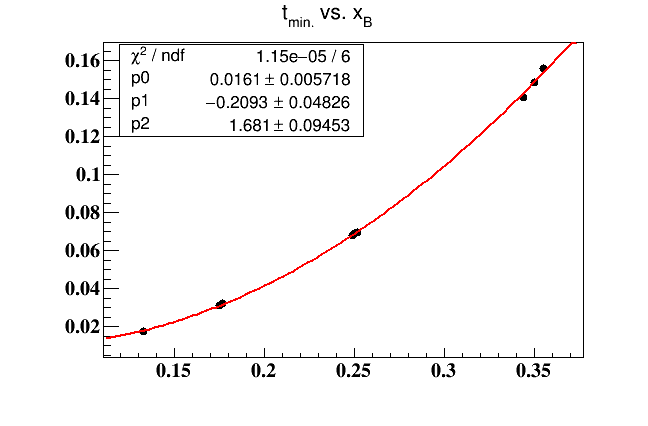 t_min. vs. x_B
χ² / ndf 1.15e−05 / 6
p0 0.0161 ± 0.005718
p1 −0.2093 ± 0.04826
p2 1.681 ± 0.09453
0.16
0.14
0.12
0.1
0.08
0.06
0.04
0.02
0.15 0.2 0.25 0.3 0.35